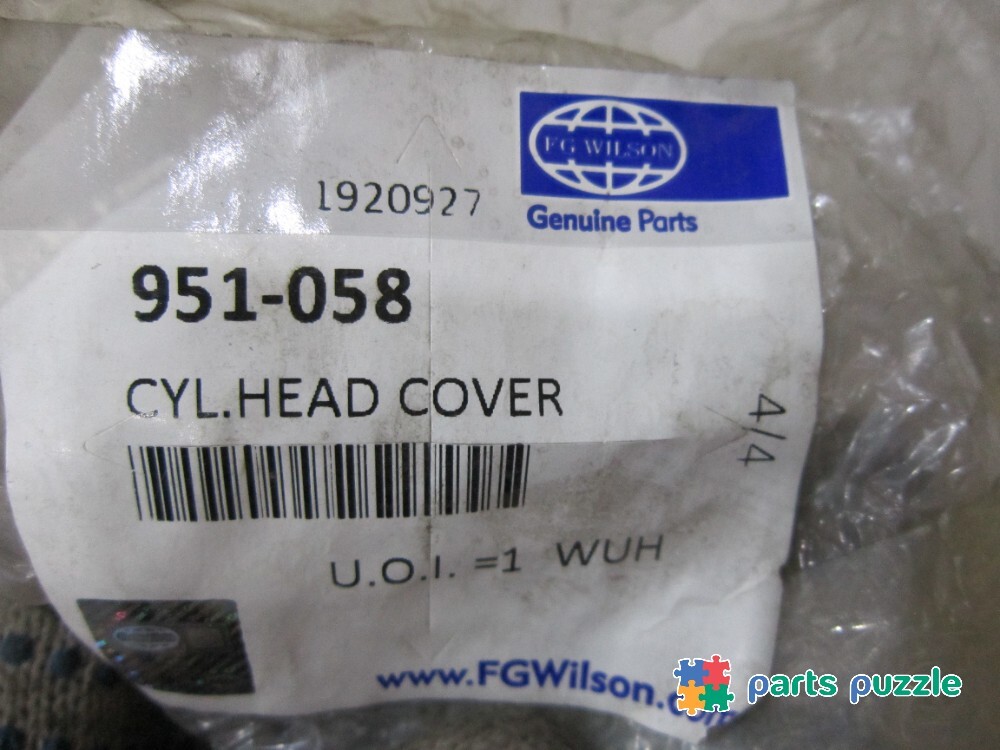 FG WILSON
Genuine Parts
1920927
951-058
CYL.HEAD COVER
4/4
U.O.I. =1 WUH
www.FGWilson.com
parts puzzle